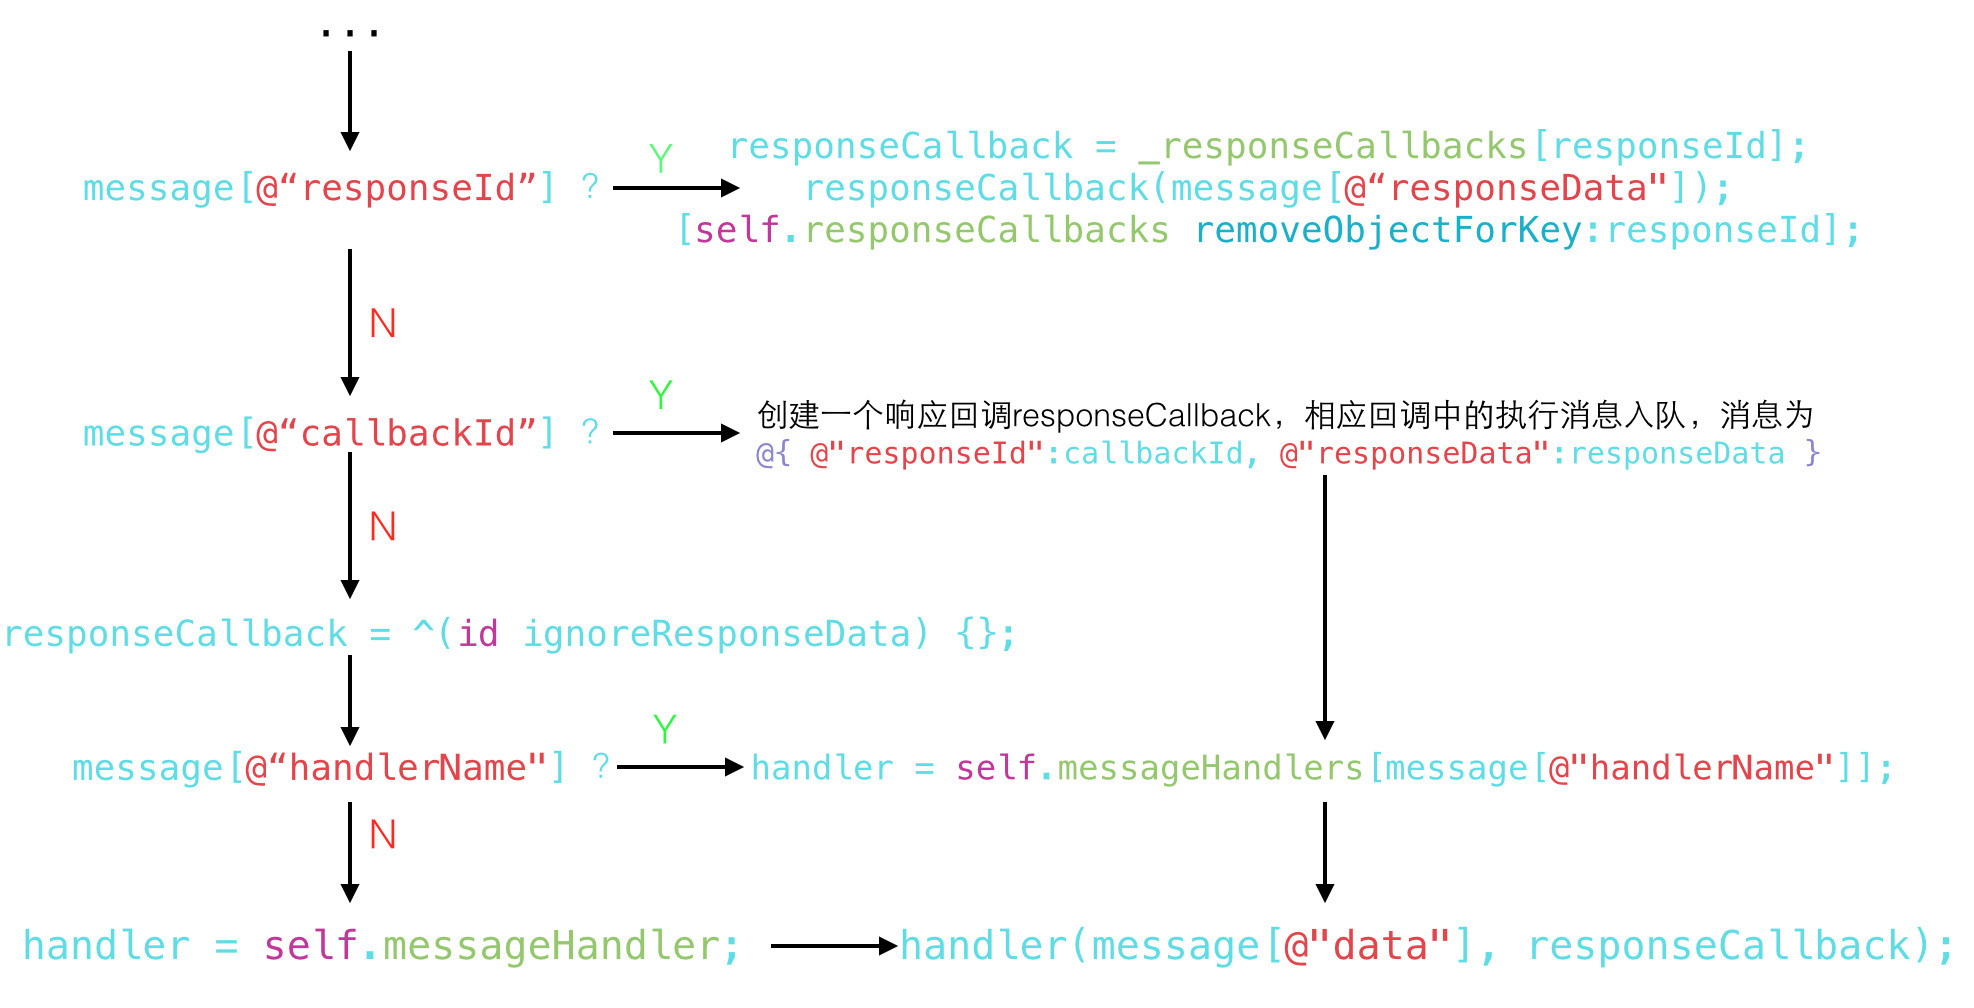 ...
message[@“responseId”] ?
Y
responseCallback = _responseCallbacks[responseId];
responseCallback(message[@“responseData"]);
[self.responseCallbacks removeObjectForKey:responseId];
N
message[@“callbackId”] ?
Y
创建一个响应回调responseCallback，相应回调中的执行消息入队，消息为
@{ @"responseId":callbackId, @"responseData":responseData }
N
responseCallback = ^(id ignoreResponseData) {};
message[@“handlerName"] ?
Y
handler = self.messageHandlers[message[@"handlerName"]];
N
handler = self.messageHandler;
handler(message[@"data"], responseCallback);